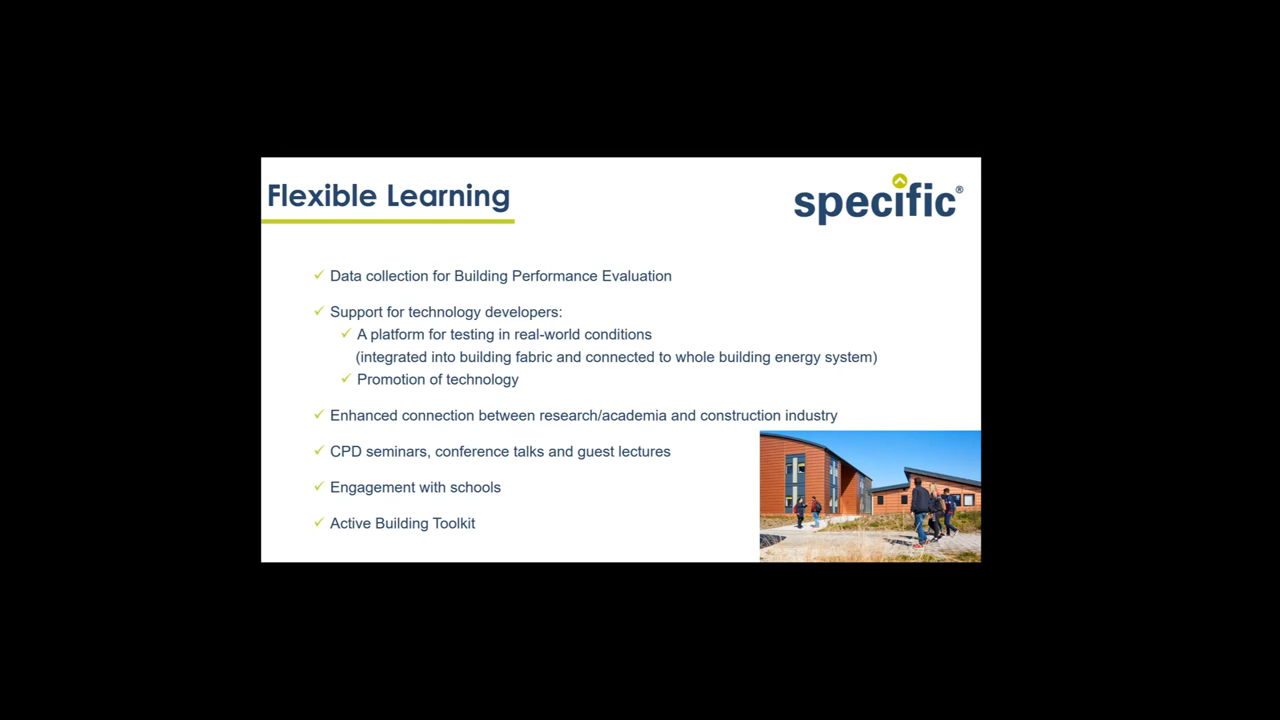 Flexible Learning
specific®
✓ Data collection for Building Performance Evaluation
✓ Support for technology developers:
✓ A platform for testing in real-world conditions
(integrated into building fabric and connected to whole building energy system)
✓ Promotion of technology
✓ Enhanced connection between research/academia and construction industry
✓ CPD seminars, conference talks and guest lectures
✓ Engagement with schools
✓ Active Building Toolkit